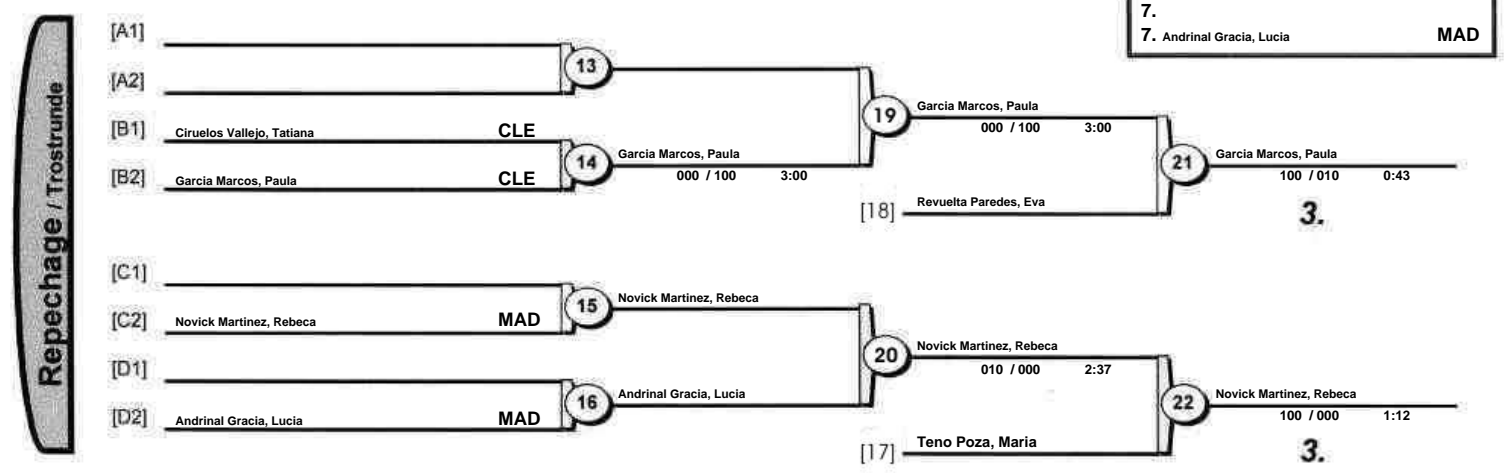 7.
7. Andrinal Gracia, Lucia MAD
Repechage / Trostrunde
[A1]
13
[A2]
19
Garcia Marcos, Paula
000 / 100 3:00
[B1] Ciruelos Vallejo, Tatiana CLE
14
Garcia Marcos, Paula
000 / 100 3:00
21
Garcia Marcos, Paula
100 / 010 0:43
[B2] Garcia Marcos, Paula CLE
[18] Revuelta Paredes, Eva
3.
[C1]
15
Novick Martinez, Rebeca
[C2] Novick Martinez, Rebeca MAD
20
Novick Martinez, Rebeca
010 / 000 2:37
[D1]
16
Andrinal Gracia, Lucia
22
Novick Martinez, Rebeca
100 / 000 1:12
[D2] Andrinal Gracia, Lucia MAD
[17] Teno Poza, Maria
3.